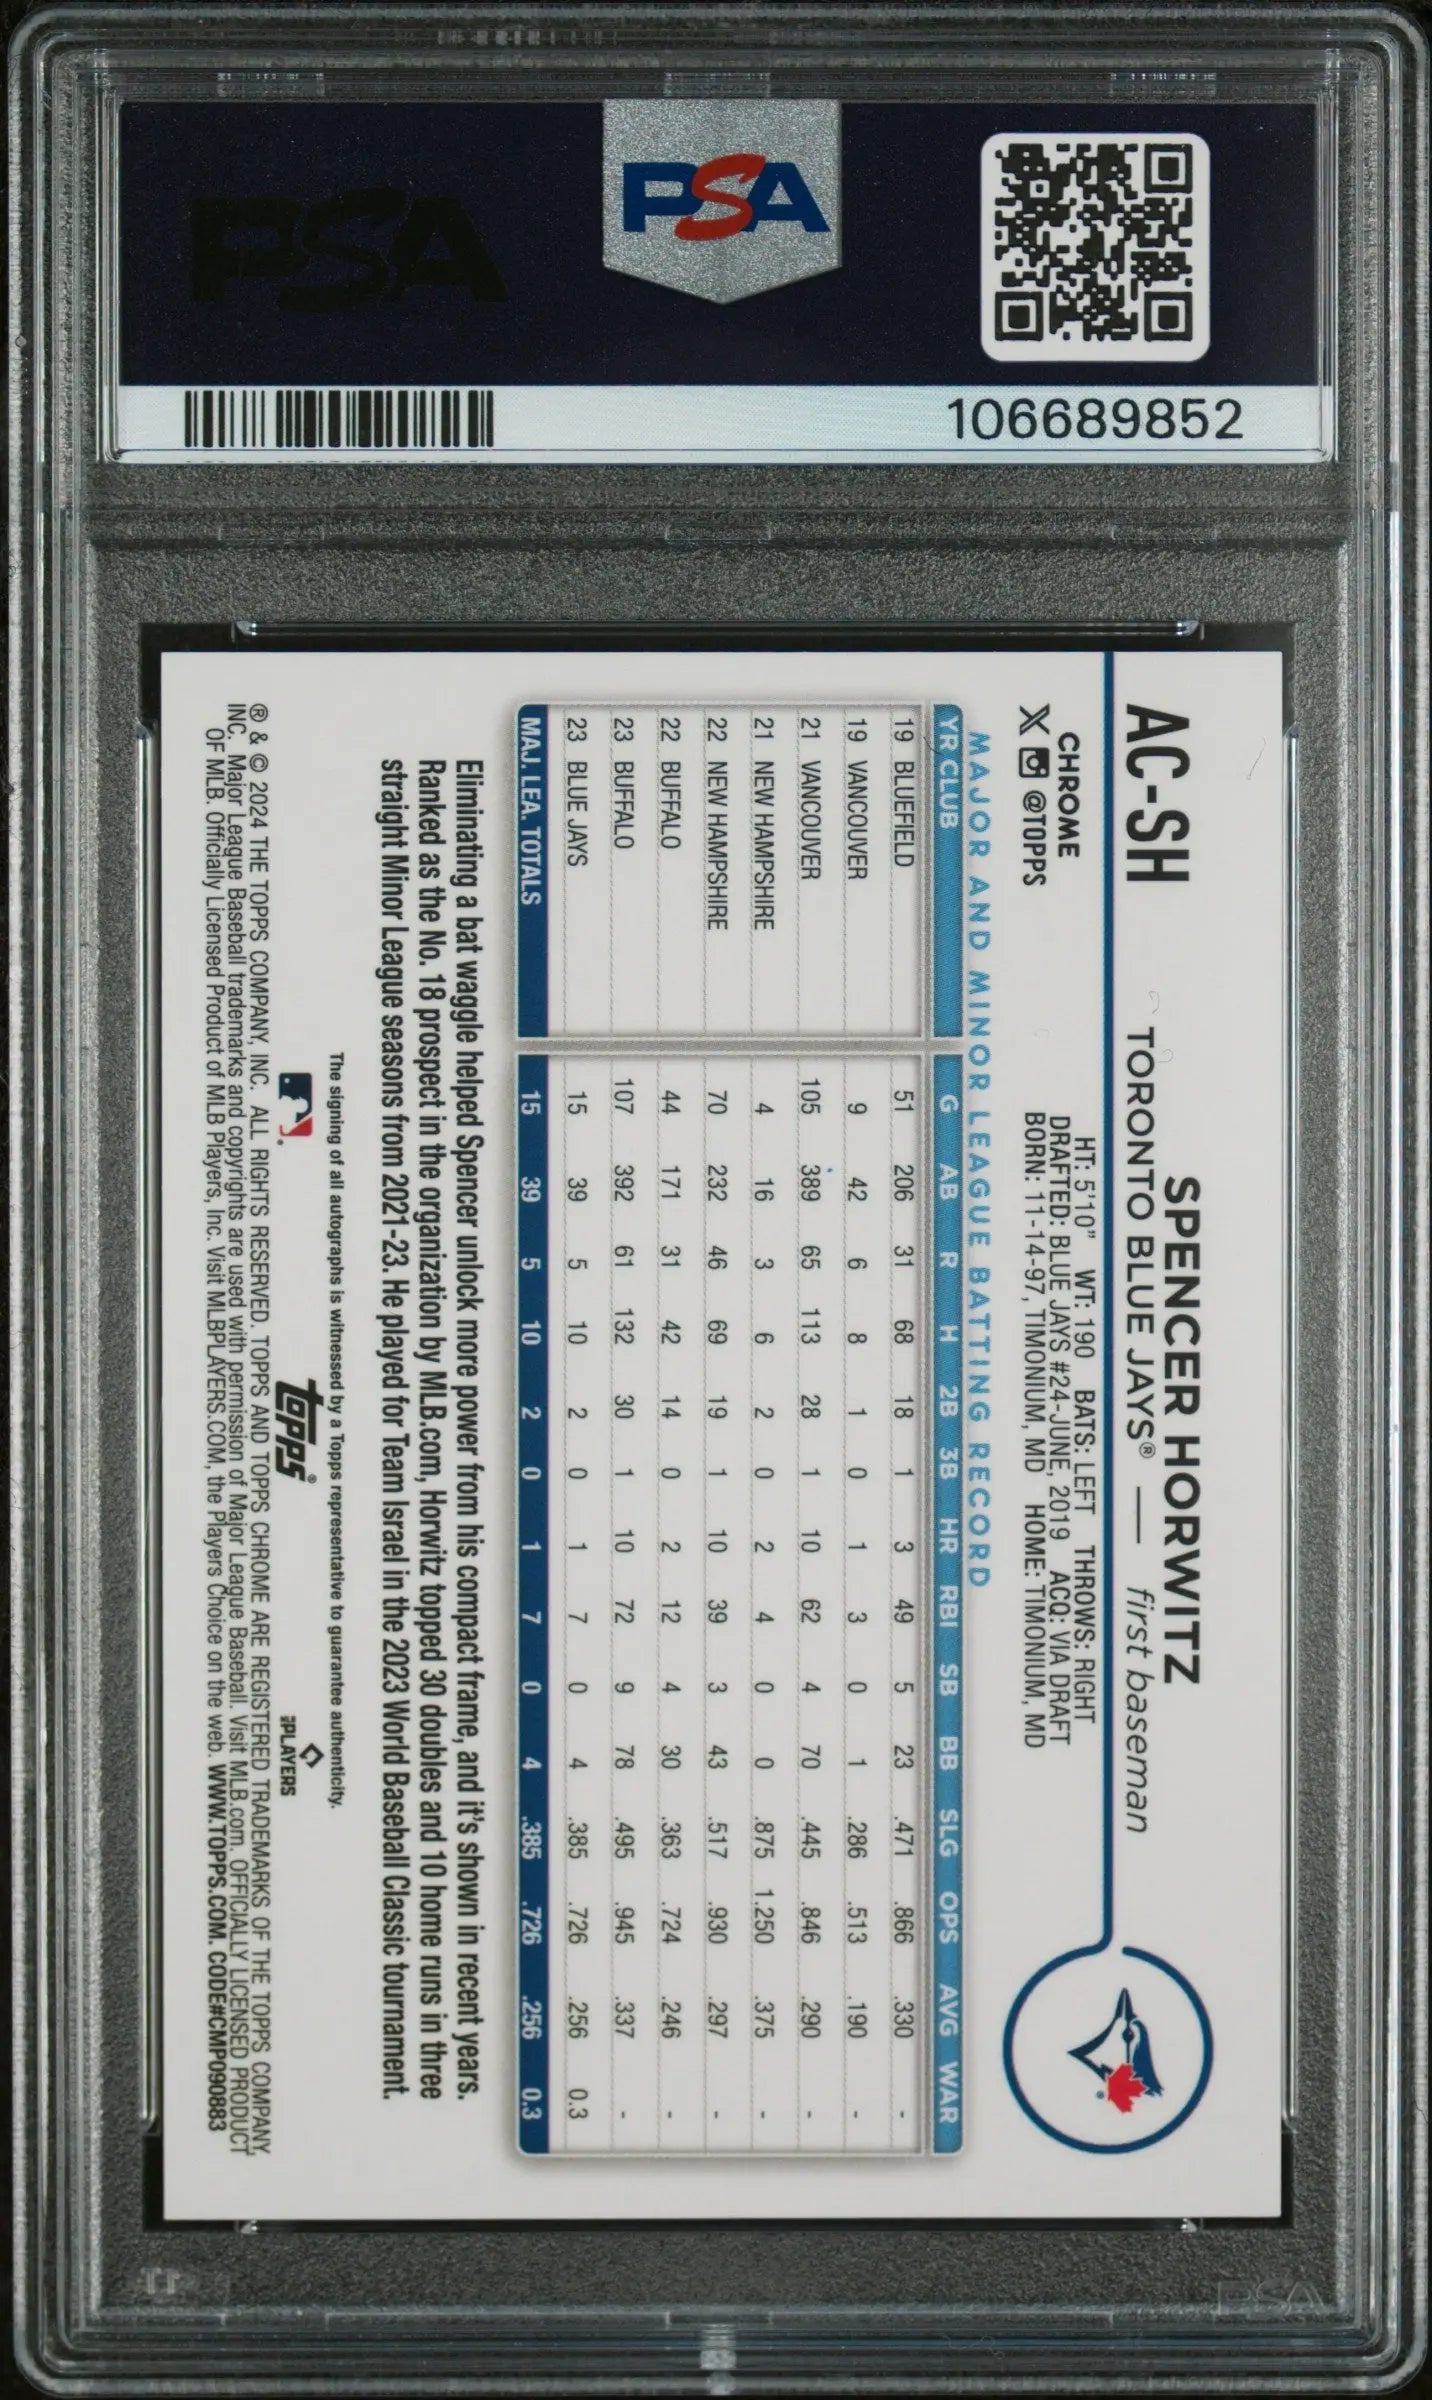 PSA
PSA
106689852
AC-SH
SPENCER HORWITZ
TORONTO BLUE JAYS® — first baseman
CHROME
@TOPPS
HT: 5'10" WT: 190 BATS: LEFT THROWS: RIGHT
DRAFTED: BLUE JAYS #24-JUNE, 2019 ACQ: VIA DRAFT
BORN: 11-14-97, TIMONIUM, MD HOME: TIMONIUM, MD
MAJOR AND MINOR LEAGUE BATTING RECORD
YR CLUB G AB R H 2B 3B HR RBI SB BB SLG OPS AVG WAR
19 BLUEFIELD 51 206 31 68 18 1 3 49 5 23 .471 .866 .330 -
19 VANCOUVER 9 42 6 8 1 0 1 3 0 1 .286 .513 .190 -
21 VANCOUVER 105 389 65 113 28 1 10 62 4 70 .445 .846 .290 -
21 NEW HAMPSHIRE 4 16 3 6 2 0 2 4 0 0 .875 1.250 .375 -
22 NEW HAMPSHIRE 70 232 46 69 19 1 10 39 3 43 .517 .930 .297 -
22 BUFFALO 44 171 31 42 14 0 2 12 4 30 .363 .724 .246 -
23 BUFFALO 107 392 61 132 30 1 10 72 9 78 .495 .945 .337 -
23 BLUE JAYS 15 39 5 10 2 0 1 7 0 4 .385 .726 .256 0.3
MAJ. LEA. TOTALS 15 39 5 10 2 0 1 7 0 4 .385 .726 .256 0.3
Eliminating a bat waggle helped Spencer unlock more power from his compact frame, and it's shown in recent years.
Ranked as the No. 18 prospect in the organization by MLB.com, Horwitz topped 30 doubles and 10 home runs in three
straight Minor League seasons from 2021-23. He played for Team Israel in the 2023 World Baseball Classic tournament.
The signing of all autographs is witnessed by a Topps representative to guarantee authenticity.
topps®
PLAYERS
® & © 2024 THE TOPPS COMPANY, INC. ALL RIGHTS RESERVED. TOPPS AND TOPPS CHROME ARE REGISTERED TRADEMARKS OF THE TOPPS COMPANY,
INC. Major League Baseball trademarks and copyrights are used with permission of Major League Baseball. Visit MLB.com. OFFICIALLY LICENSED PRODUCT
OF MLB. Officially Licensed Product of MLB Players, Inc. Visit MLBPLAYERS.COM, the Players Choice on the web. WWW.TOPPS.COM. CODE#CMP090883
PSA